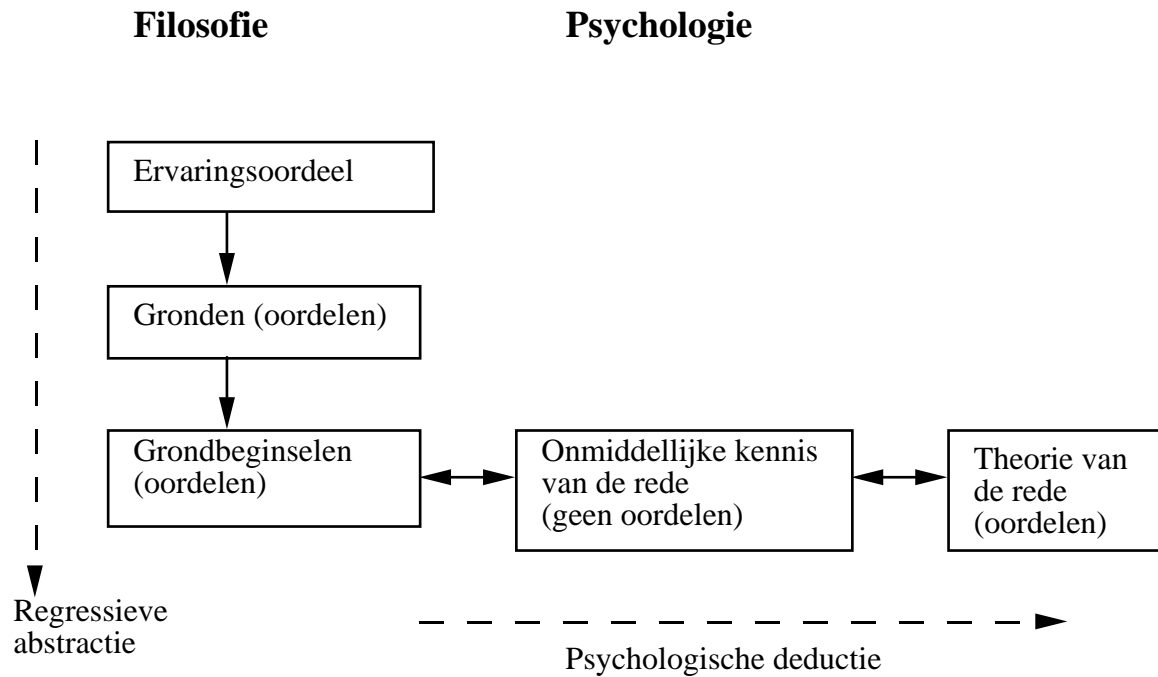 Filosofie
Psychologie
Ervaringsoordeel
Gronden (oordelen)
Grondbeginselen
(oordelen)
Onmiddellijke kennis
van de rede
(geen oordelen)
Theorie van
de rede
(oordelen)
Regressieve
abstractie
Psychologische deductie